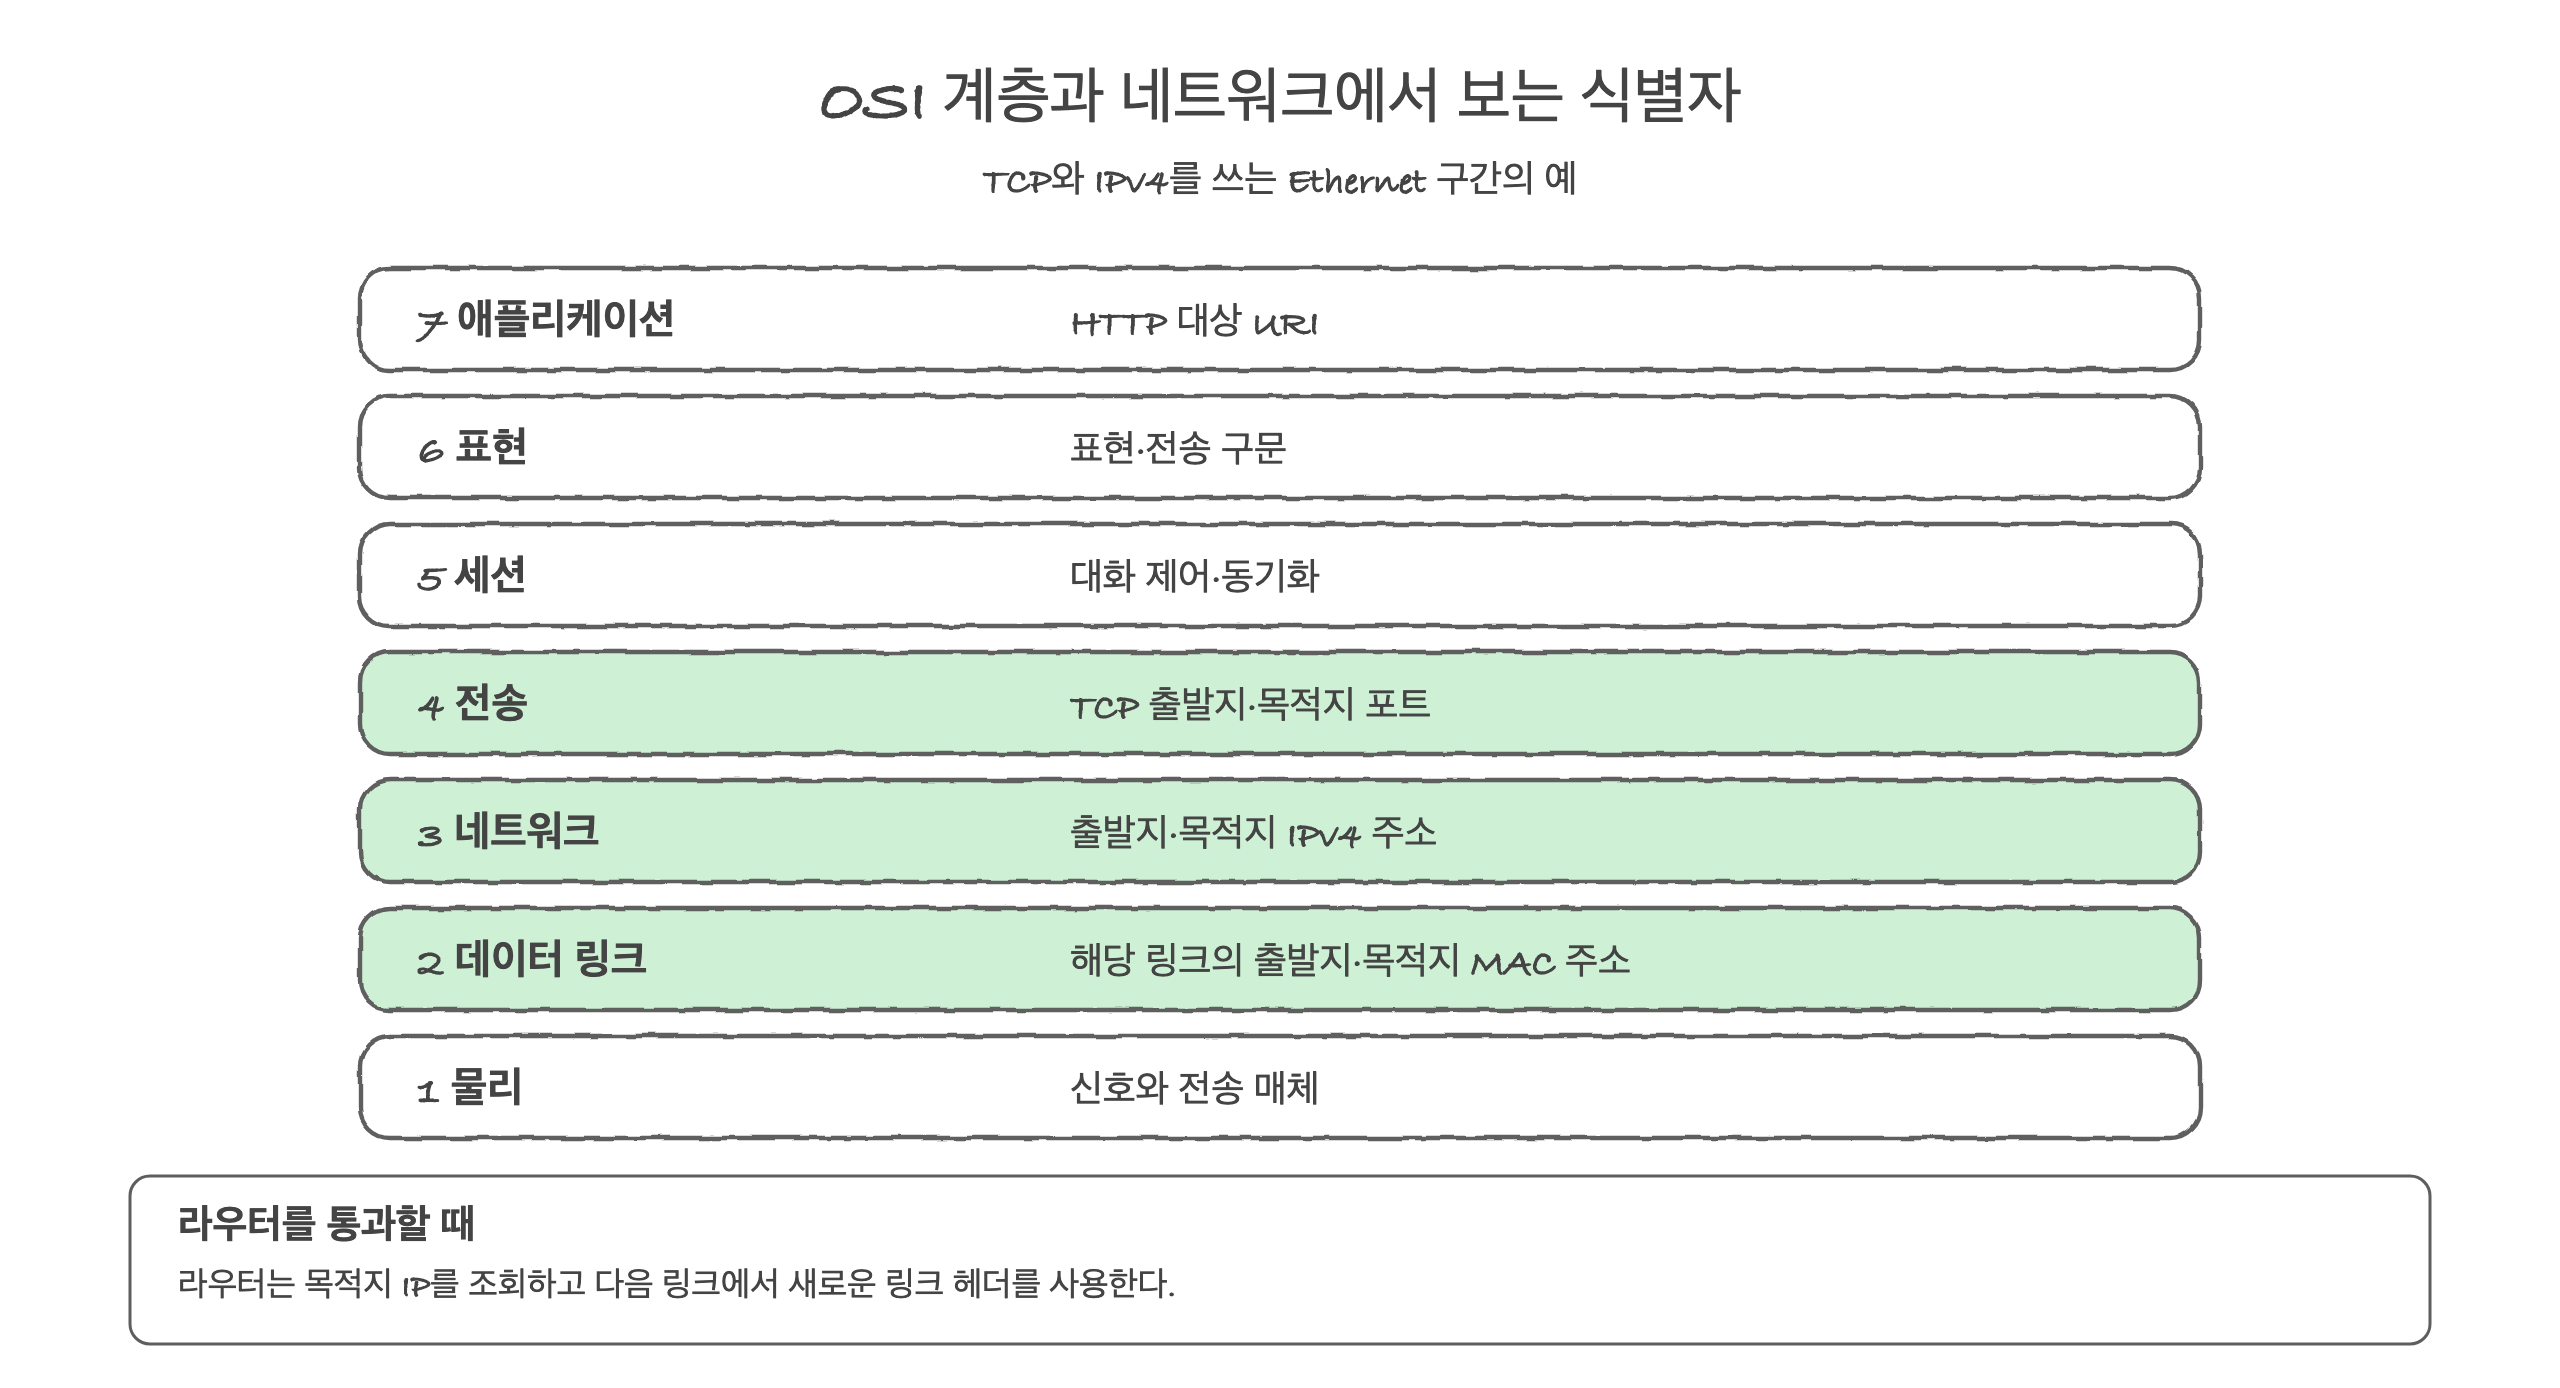 OSI 계층과 네트워크에서 보는 식별자
TCP와 IPv4를 쓰는 Ethernet 구간의 예
7 애플리케이션 HTTP 대상 URI
6 표현 표현·전송 구문
5 세션 대화 제어·동기화
4 전송 TCP 출발지·목적지 포트
3 네트워크 출발지·목적지 IPv4 주소
2 데이터 링크 해당 링크의 출발지·목적지 MAC 주소
1 물리 신호와 전송 매체
라우터를 통과할 때
라우터는 목적지 IP를 조회하고 다음 링크에서 새로운 링크 헤더를 사용한다.